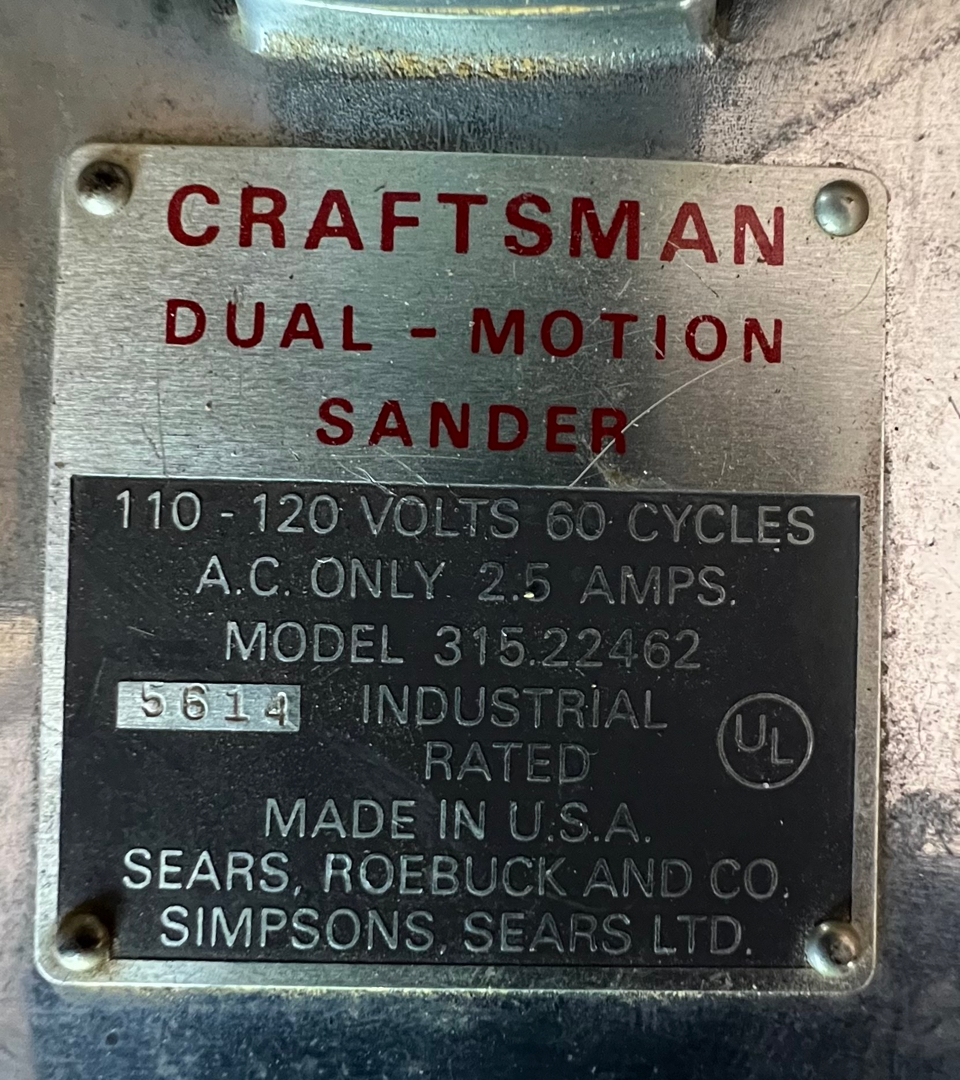 CRAFTSMAN
DUAL - MOTION
SANDER
110 - 120 VOLTS 60 CYCLES
A.C. ONLY 2.5 AMPS.
MODEL 315.22462
5614 INDUSTRIAL
RATED
UL
MADE IN U.S.A.
SEARS, ROEBUCK AND CO.
SIMPSONS, SEARS LTD.